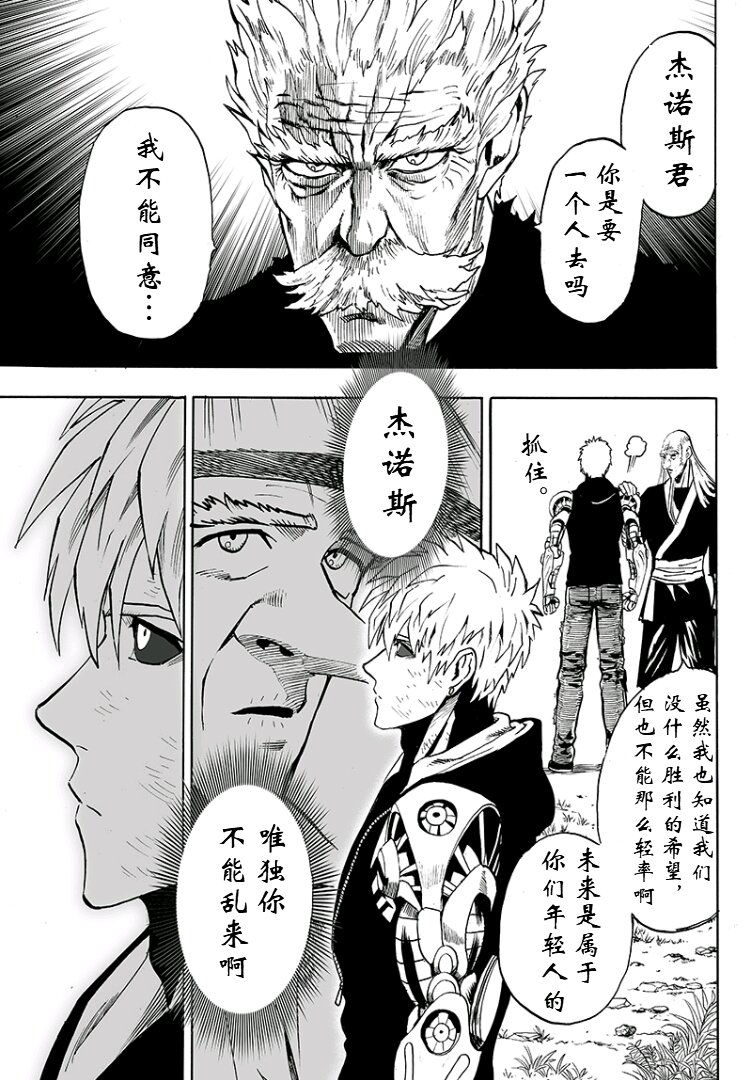 杰诺斯君
你是要
一个人去吗
我不能同意…
抓住。
虽然我也知道我们
没什么胜利的希望，
但也不能那么轻率啊
未来是属于
你们年轻人的
杰诺斯
唯独你
不能乱来啊